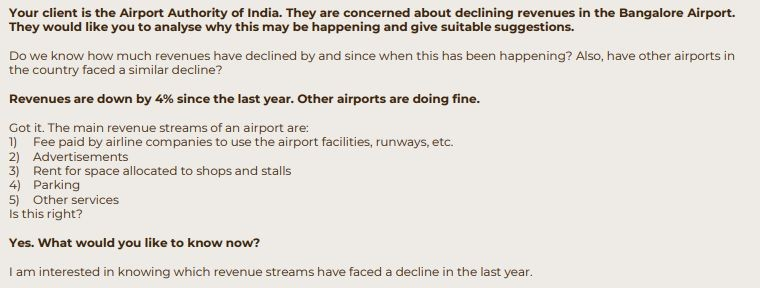 Your client is the Airport Authority of India. They are concerned about declining revenues in the Bangalore Airport.
They would like you to analyse why this may be happening and give suitable suggestions.
Do we know how much revenues have declined by and since when this has been happening? Also, have other airports in
the country faced a similar decline?
Revenues are down by 4% since the last year. Other airports are doing fine.
Got it. The main revenue streams of an airport are:
1) Fee paid by airline companies to use the airport facilities, runways, etc.
2) Advertisements
3) Rent for space allocated to shops and stalls
4) Parking
5) Other services
Is this right?
Yes. What would you like to know now?
I am interested in knowing which revenue streams have faced a decline in the last year.